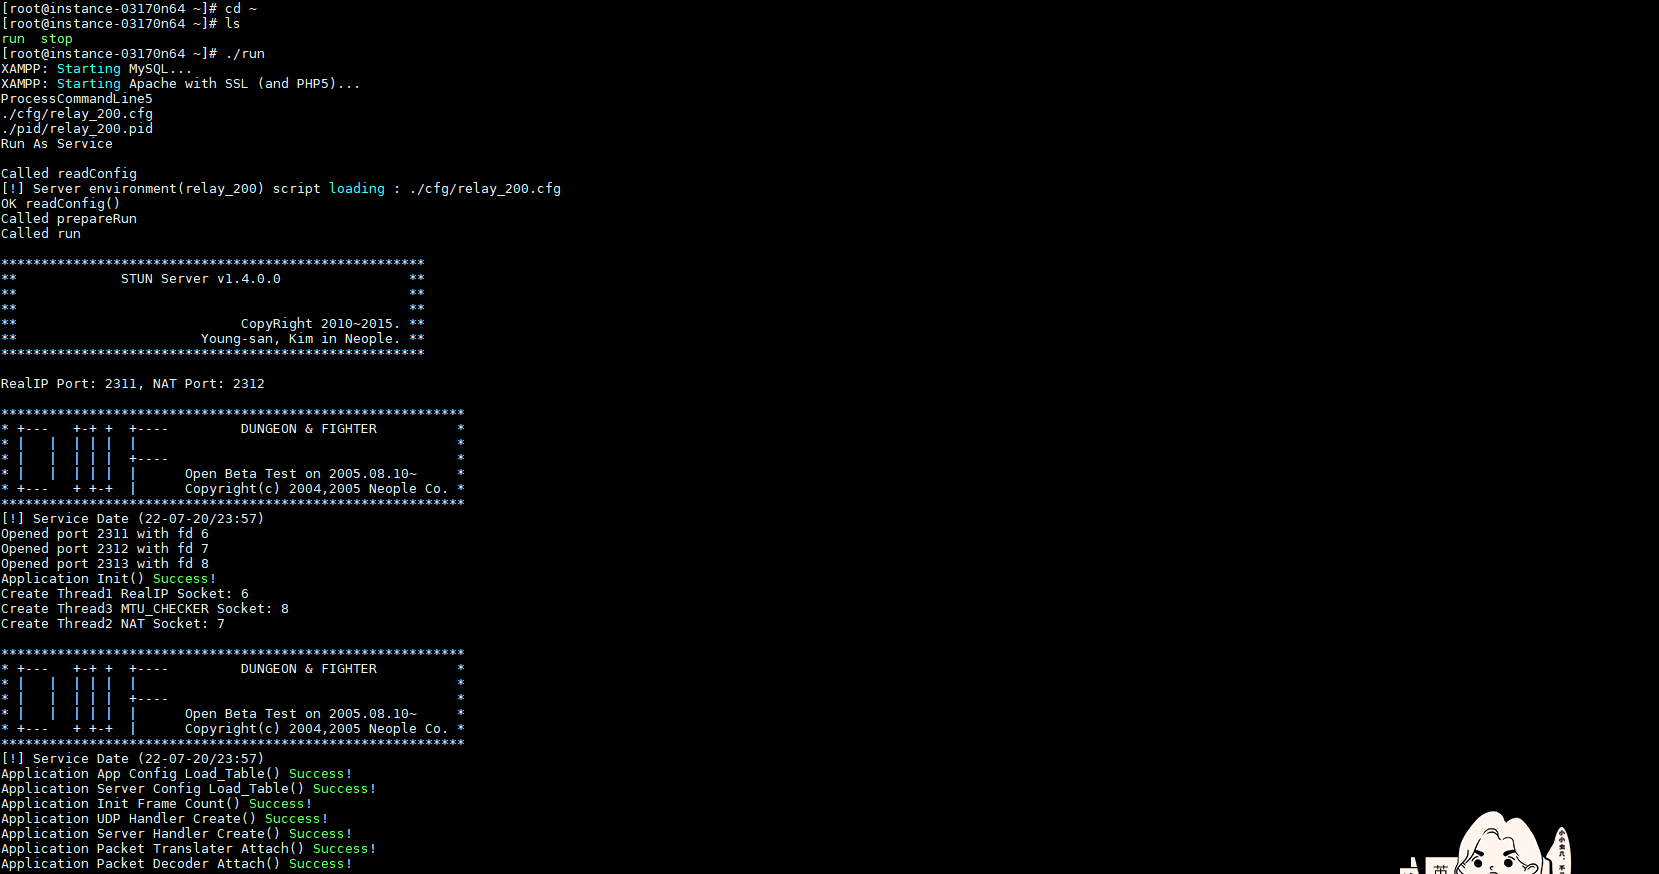 [root@instance-03170n64 ~]# cd ~
[root@instance-03170n64 ~]# ls
run  stop
[root@instance-03170n64 ~]# ./run
XAMPP: Starting MySQL...
XAMPP: Starting Apache with SSL (and PHP5)...
ProcessCommandLine5
./cfg/relay_200.cfg
./pid/relay_200.pid
Run As Service
Called readConfig
[!] Server environment(relay_200) script loading : ./cfg/relay_200.cfg
OK readConfig()
Called prepareRun
Called run
*****************************************************
**             STUN Server v1.4.0.0                **
**                                                 **
**                                                 **
**                            CopyRight 2010~2015. **
**                       Young-san, Kim in Neople. **
*****************************************************
RealIP Port: 2311, NAT Port: 2312
**********************************************************
* +---   +-+ +  +----         DUNGEON & FIGHTER          *
* |   |  | | |  |                                        *
* |   |  | | |  +----                                    *
* |   |  | | |  |      Open Beta Test on 2005.08.10~     *
* +---   + +-+  |      Copyright(c) 2004,2005 Neople Co. *
**********************************************************
[!] Service Date (22-07-20/23:57)
Opened port 2311 with fd 6
Opened port 2312 with fd 7
Opened port 2313 with fd 8
Application Init() Success!
Create Thread1 RealIP Socket: 6
Create Thread3 MTU_CHECKER Socket: 8
Create Thread2 NAT Socket: 7
**********************************************************
* +---   +-+ +  +----         DUNGEON & FIGHTER          *
* |   |  | | |  |                                        *
* |   |  | | |  +----                                    *
* |   |  | | |  |      Open Beta Test on 2005.08.10~     *
* +---   + +-+  |      Copyright(c) 2004,2005 Neople Co. *
**********************************************************
[!] Service Date (22-07-20/23:57)
Application App Config Load_Table() Success!
Application Server Config Load_Table() Success!
Application Init Frame Count() Success!
Application UDP Handler Create() Success!
Application Server Handler Create() Success!
Application Packet Translater Attach() Success!
Application Packet Decoder Attach() Success!
英